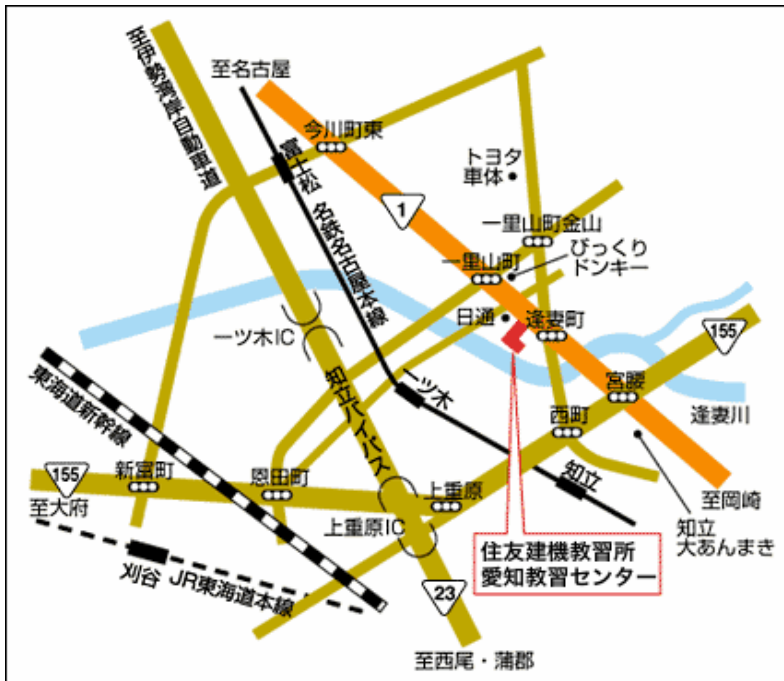 至伊勢湾岸自動車道
至名古屋
今川町東
富士松
名鉄名古屋本線
トヨタ
車体
1
一里山町金山
一里山町
びっくり
ドンキー
日通
逢妻町
155
一ツ木IC
知立バイパス
一ツ木
宮腰
西町
逢妻川
東海道新幹線
155
新富町
恩田町
上重原
知立
至大府
上重原IC
至岡崎
知立
大あんまき
住友建機教習所
愛知教習センター
刈谷
JR東海道本線
23
至西尾・蒲郡